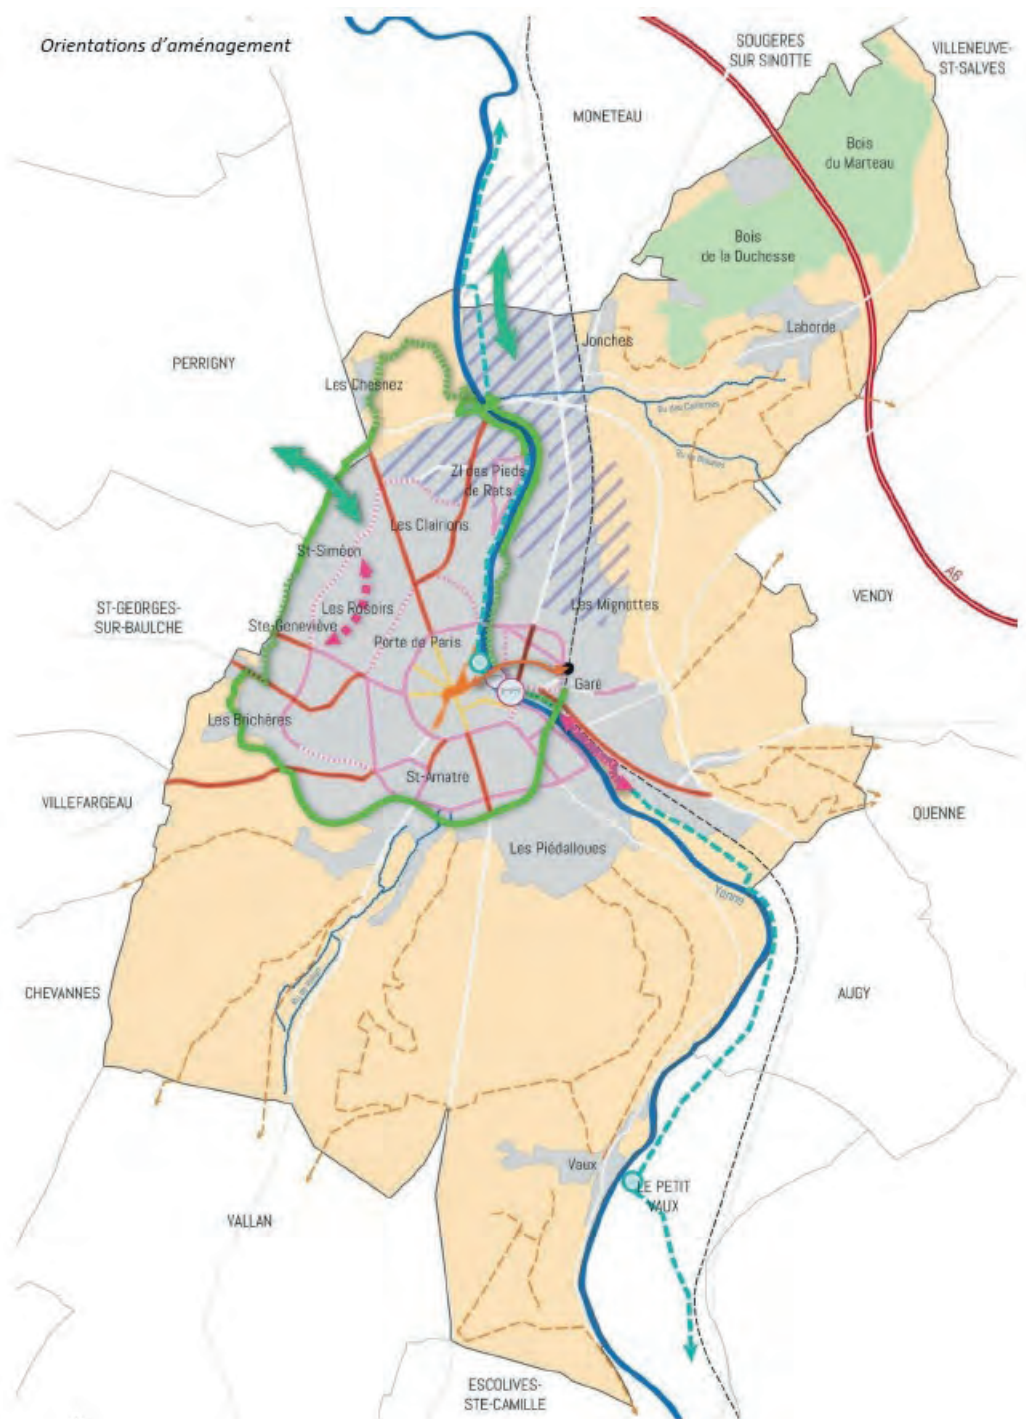 Orientations d'aménagement
SOUGERES
SUR SINOTTE
VILLENEUVE-
ST-SALVES
MONETEAU
Bois
du Marteau
Bois
de la Duchesse
Laborde
Jonches
PERRIGNY
Les Chesnez
ZI des Pieds
de Rats
Les Clairions
St-Siméon
A6
VENOY
ST-GEORGES-
SUR-BAULCHE
Les Rosoirs
Les Mignottes
Ste-Geneviève
Porte de Paris
Gare
Les Brichères
St-Amatre
VILLEFARGEAU
QUENNE
Les Piédalloues
Yonne
CHEVANNES
AUGY
Vaux
LE PETIT
VAUX
VALLAN
ESCOLIVES-
STE-CAMILLE